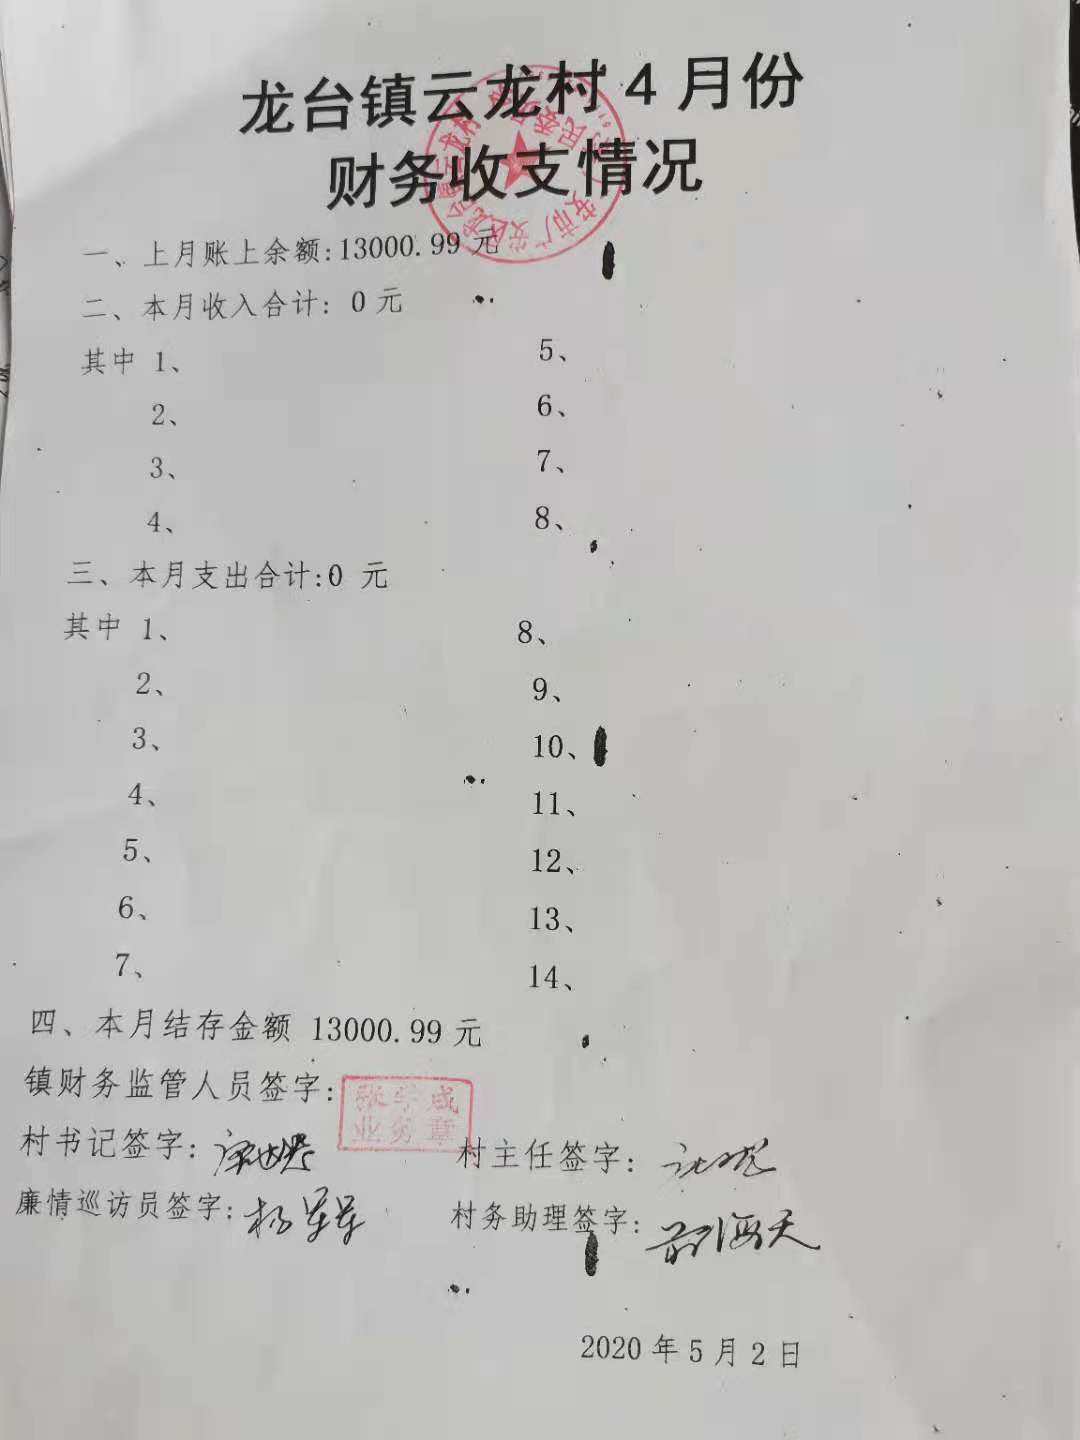 龙台镇云龙村4月份
财务收支情况
一、上月账上余额:13000.99元
二、本月收入合计: 0元
其中 1、
5、
2、
6、
3、
7、
4、
8、
三、本月支出合计:0 元
其中 1、
8、
2、
9、
3、
10、
4、
11、
5、
12、
6、
13、
7、
14、
四、本月结存金额 13000.99元
镇财务监管人员签字:
张学成
业务章
村书记签字:
村主任签字:
廉情巡访员签字:
村务助理签字:
2020年5月2日